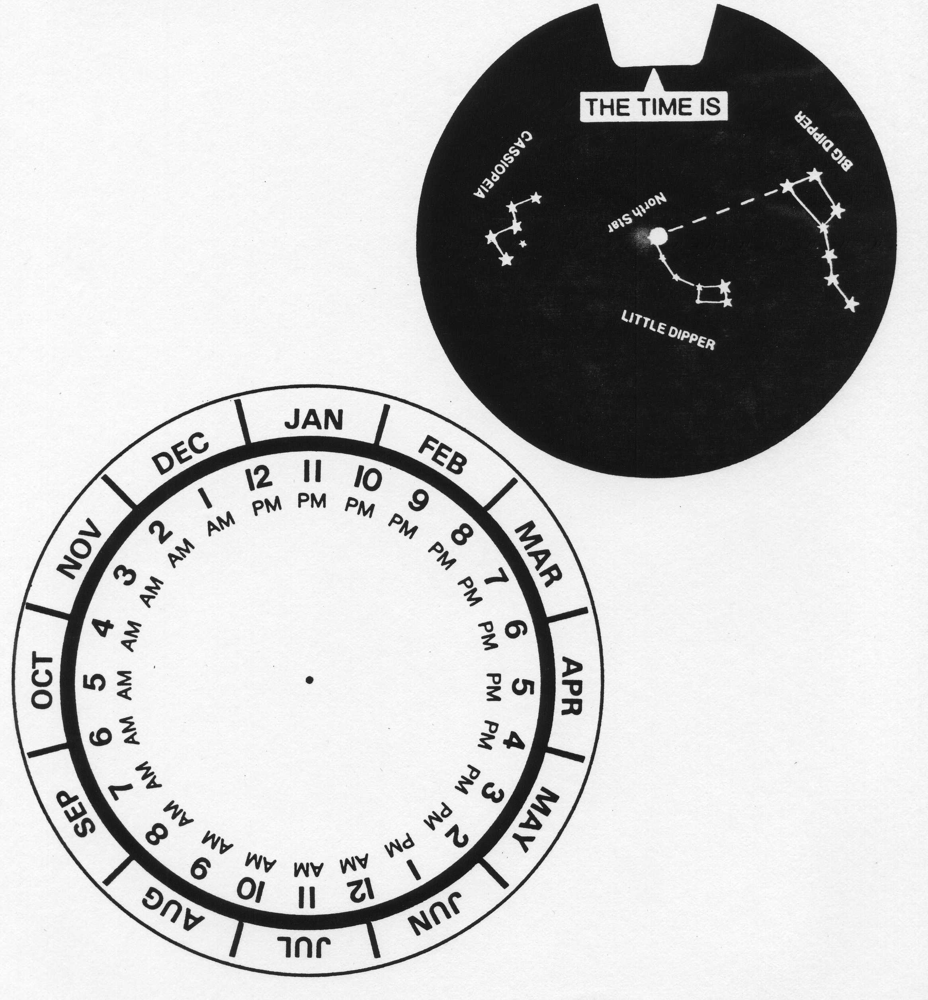 THE TIME IS
CASSIOPEIA
BIG DIPPER
North Star
LITTLE DIPPER
JAN
FEB
MAR
APR
MAY
JUN
JUL
AUG
SEP
OCT
NOV
DEC
12 PM
11 PM
10 PM
9 PM
8 PM
7 PM
6 PM
5 PM
4 PM
3 PM
2 PM
1 PM
12 AM
11 AM
10 AM
9 AM
8 AM
7 AM
6 AM
5 AM
4 AM
3 AM
2 AM
1 AM